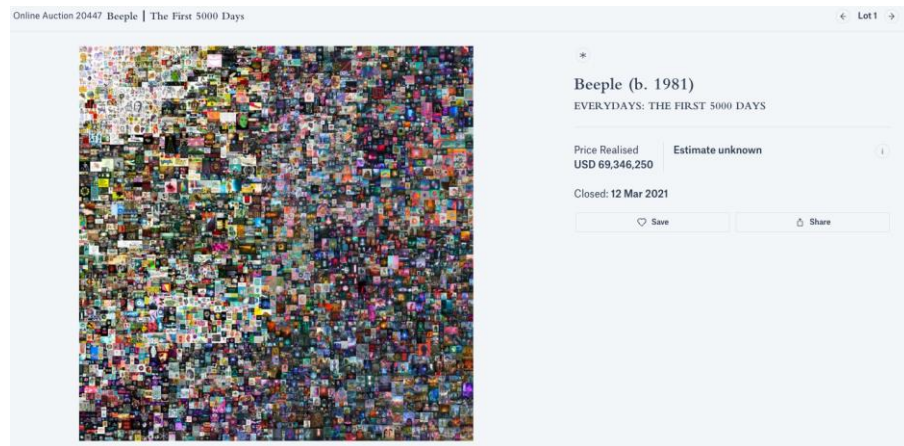 Online Auction 20447 Beeple | The First 5000 Days
← Lot 1 →
*
Beeple (b. 1981)
EVERYDAYS: THE FIRST 5000 DAYS
Price Realised
USD 69,346,250
Estimate unknown
i
Closed: 12 Mar 2021
Save
Share